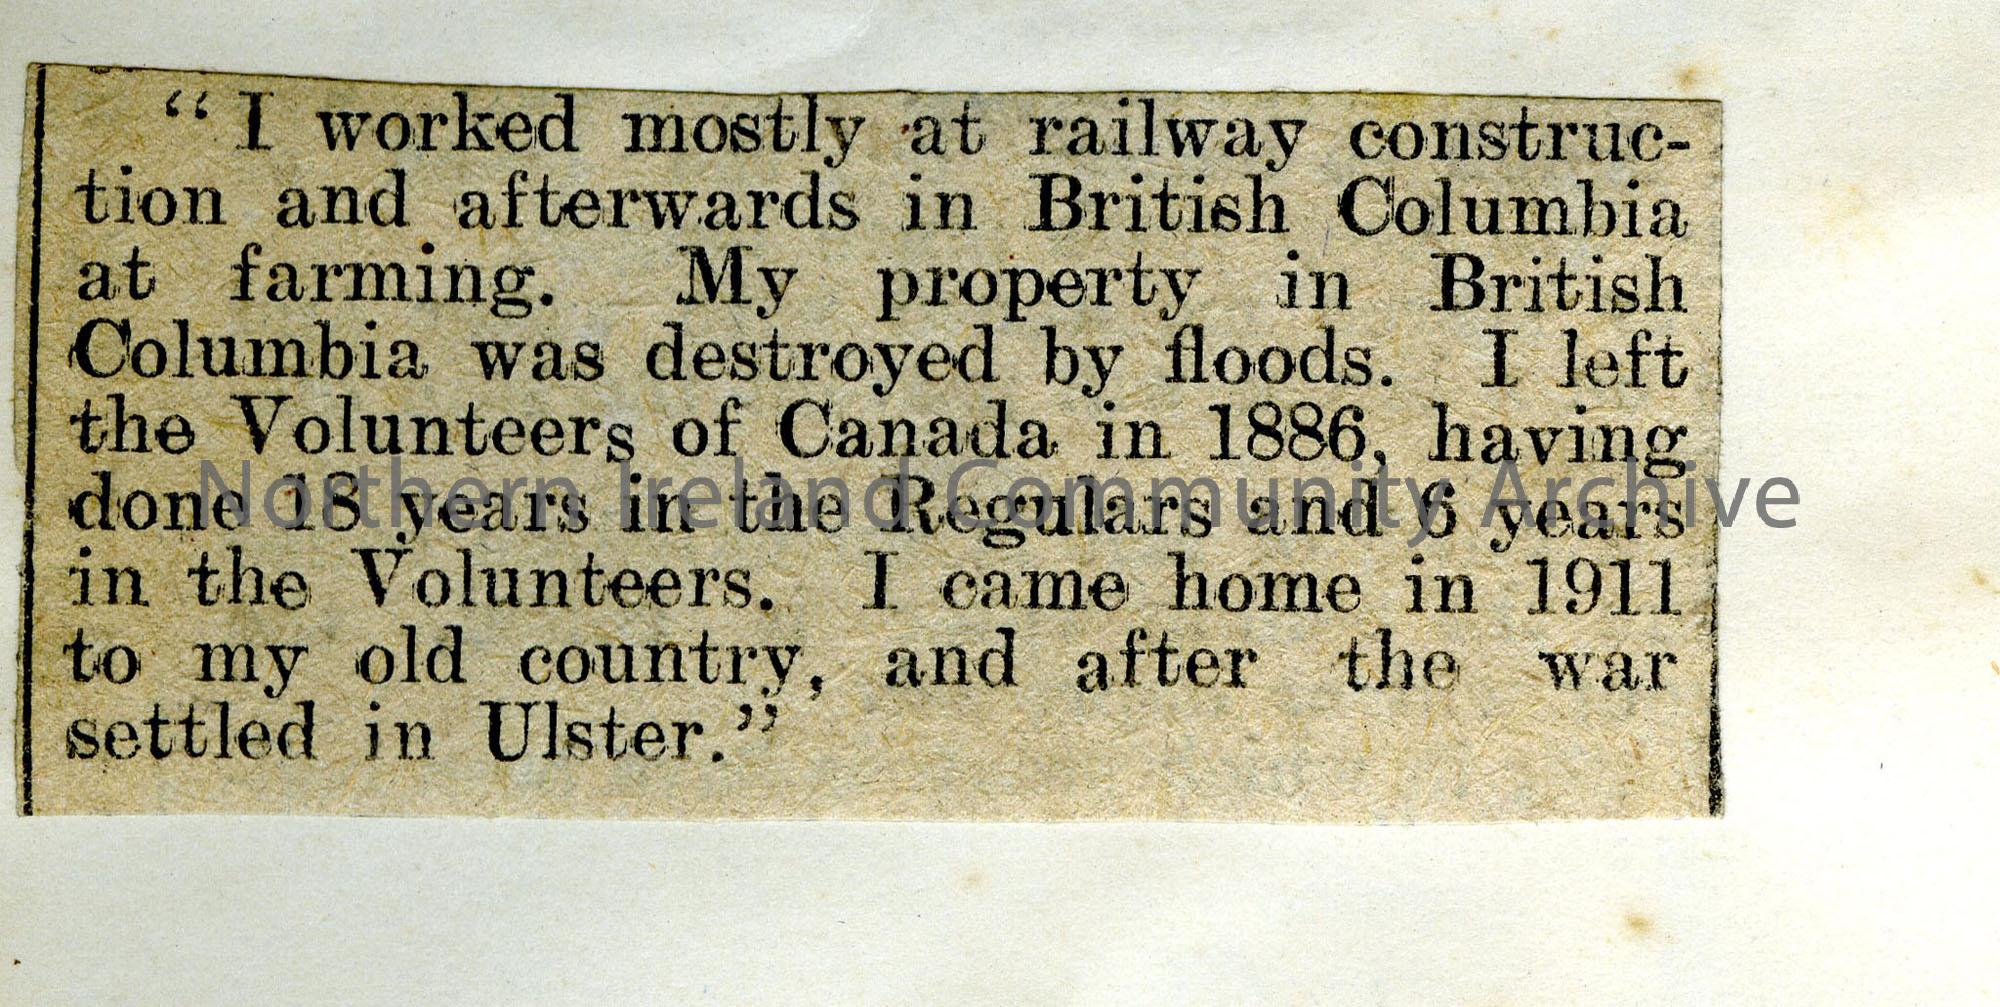 “ I worked mostly at railway construc-
tion and afterwards in British Columbia
at farming. My property in British
Columbia was destroyed by floods. I left
the Volunteers of Canada in 1886, having
done 18 years in the Regulars and 6 years
in the Volunteers. I came home in 1911
to my old country, and after the war
settled in Ulster.”
Northern Ireland Community Archive